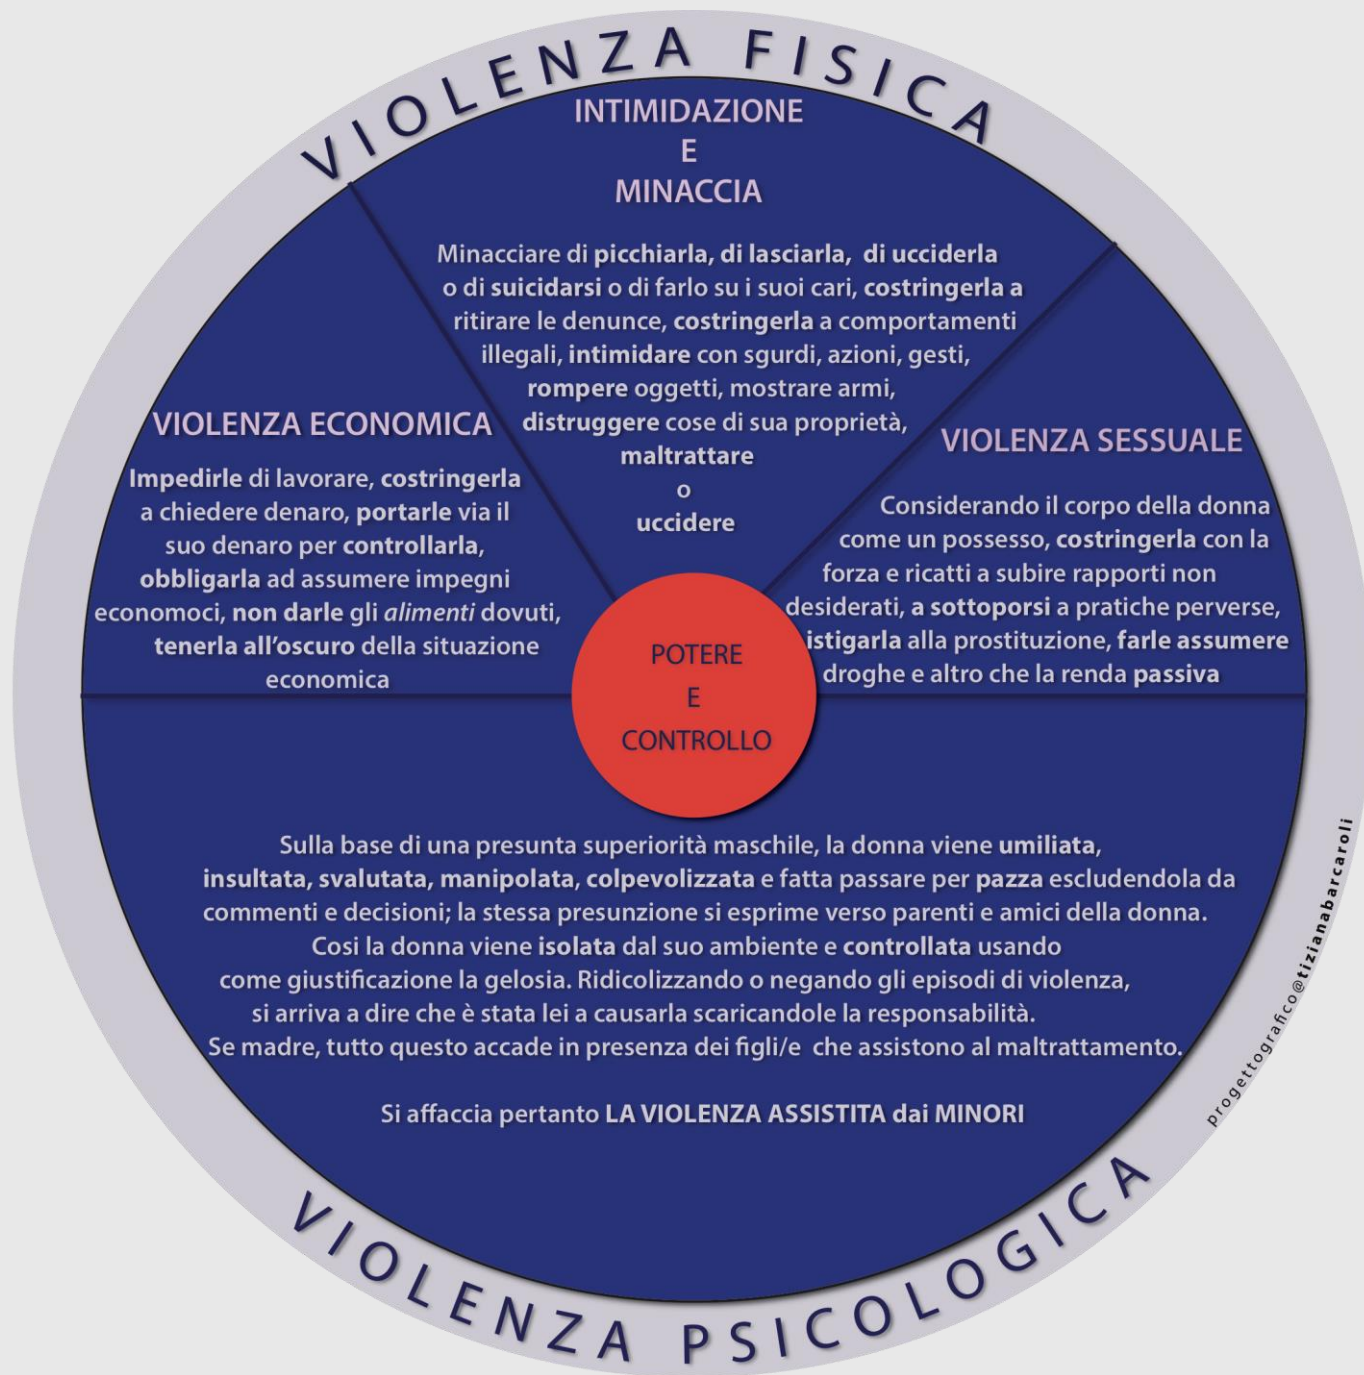 VIOLENZA FISICA
INTIMIDAZIONE
E
MINACCIA
Minacciare di picchiarla, di lasciarla, di ucciderla
o di suicidarsi o di farlo su i suoi cari, costringerla a
ritirare le denunce, costringerla a comportamenti
illegali, intimidare con sgurdi, azioni, gesti,
rompere oggetti, mostrare armi,
distruggere cose di sua proprietà,
maltrattare
o
uccidere
VIOLENZA ECONOMICA
Impedirle di lavorare, costringerla
a chiedere denaro, portarle via il
suo denaro per controllarla,
obbligarla ad assumere impegni
economoci, non darle gli alimenti dovuti,
tenerla all'oscuro della situazione
economica
VIOLENZA SESSUALE
Considerando il corpo della donna
come un possesso, costringerla con la
forza e ricatti a subire rapporti non
desiderati, a sottoporsi a pratiche perverse,
istigarla alla prostituzione, farle assumere
droghe e altro che la renda passiva
POTERE
E
CONTROLLO
Sulla base di una presunta superiorità maschile, la donna viene umiliata,
insultata, svalutata, manipolata, colpevolizzata e fatta passare per pazza escludendola da
commenti e decisioni; la stessa presunzione si esprime verso parenti e amici della donna.
Cosi la donna viene isolata dal suo ambiente e controllata usando
come giustificazione la gelosia. Ridicolizzando o negando gli episodi di violenza,
si arriva a dire che è stata lei a causarla scaricandole la responsabilità.
Se madre, tutto questo accade in presenza dei figli/e che assistono al maltrattamento.
Si affaccia pertanto LA VIOLENZA ASSISTITA dai MINORI
VIOLENZA PSICOLOGICA
progettografico@tizianabarcaroli